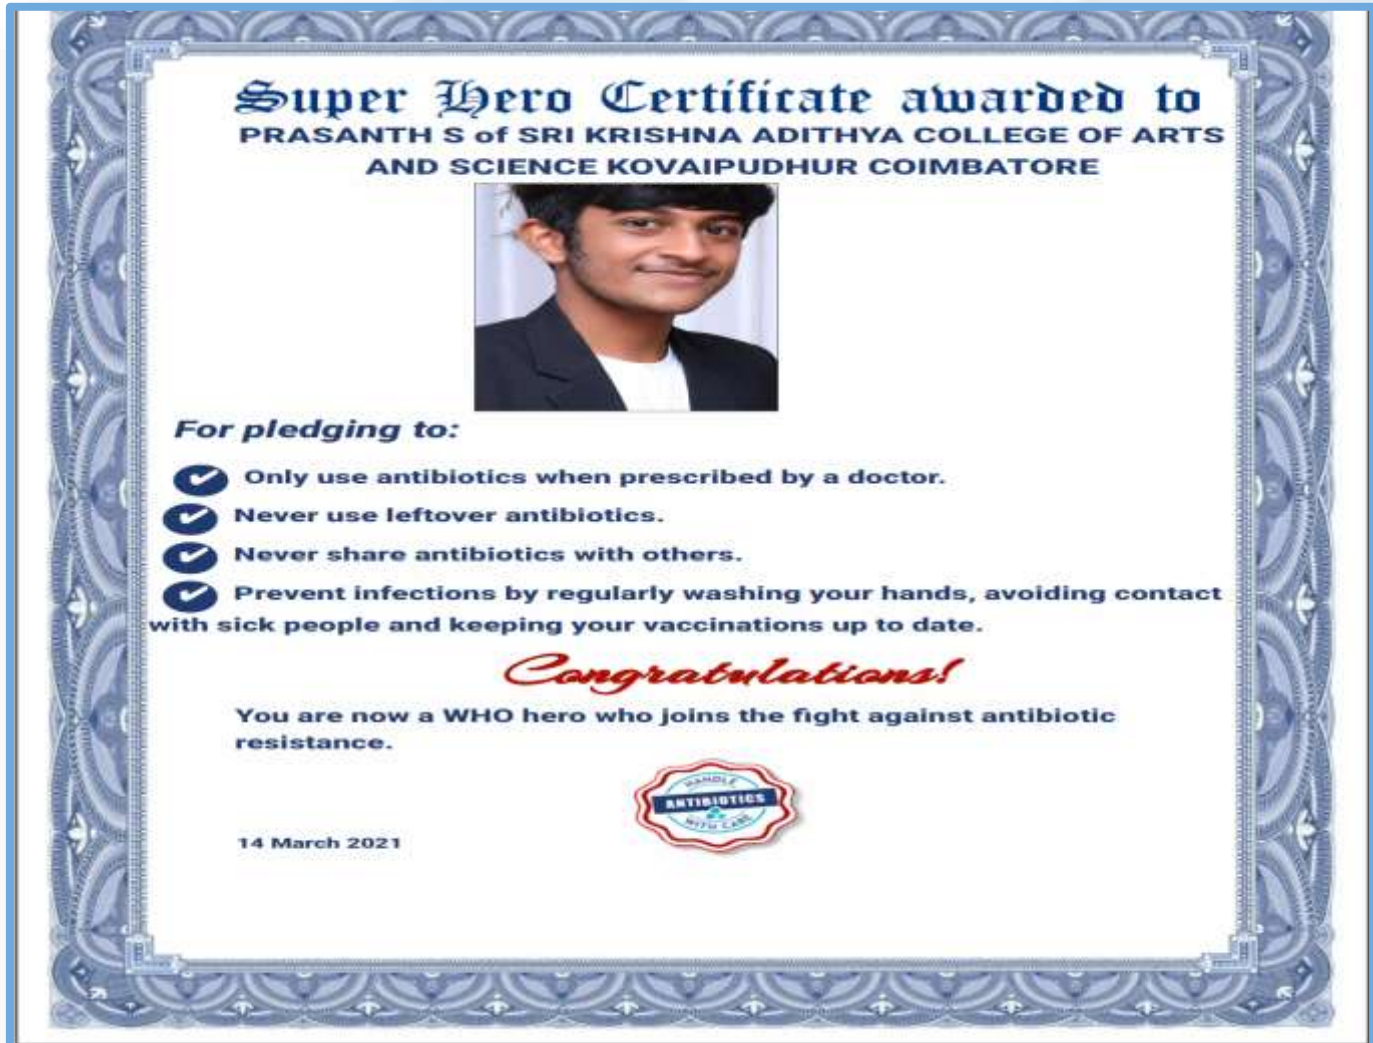 Super Hero Certificate awarded to
PRASANTH S of SRI KRISHNA ADITHYA COLLEGE OF ARTS
AND SCIENCE KOVAIPUDHUR COIMBATORE
For pledging to:
Only use antibiotics when prescribed by a doctor.
Never use leftover antibiotics.
Never share antibiotics with others.
Prevent infections by regularly washing your hands, avoiding contact
with sick people and keeping your vaccinations up to date.
Congratulations!
You are now a WHO hero who joins the fight against antibiotic
resistance.
HANDLE
ANTIBIOTICS
WITH CARE
14 March 2021